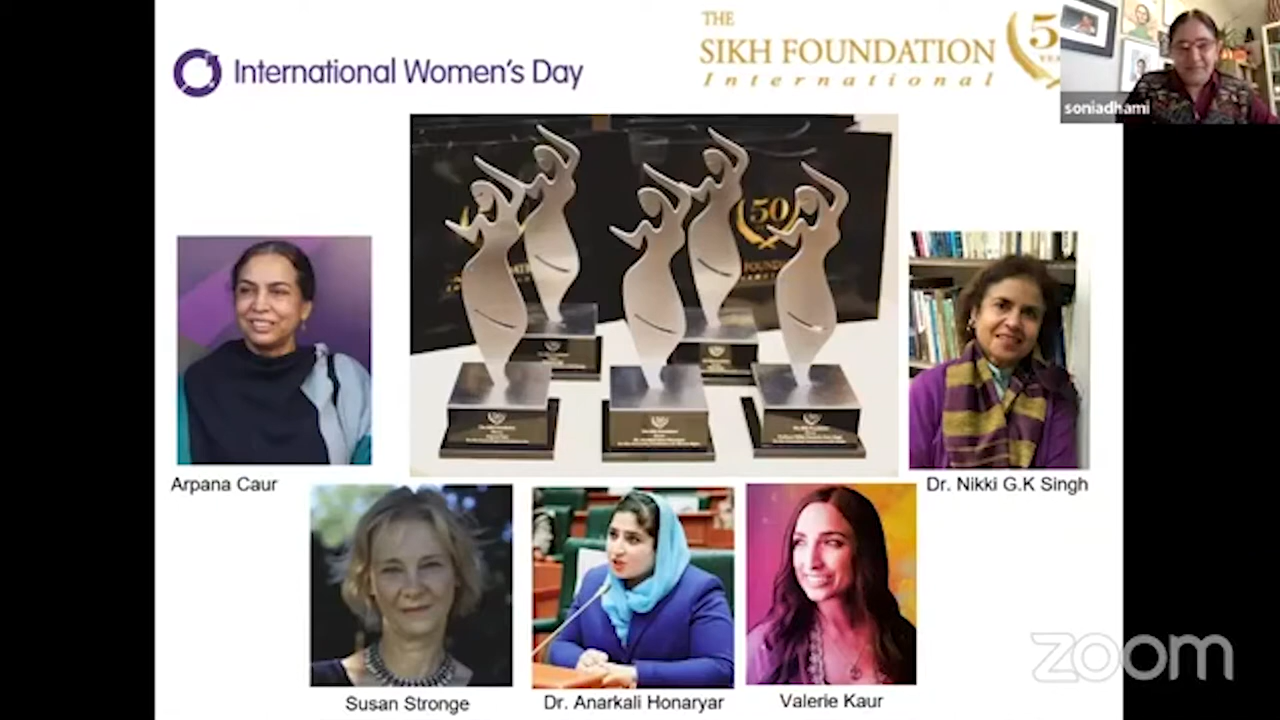 International Women's Day
THE
SIKH FOUNDATION
International
50
soniadhami
Arpana Caur
Dr. Nikki G.K Singh
Susan Stronge
Dr. Anarkali Honaryar
Valerie Kaur
zoom